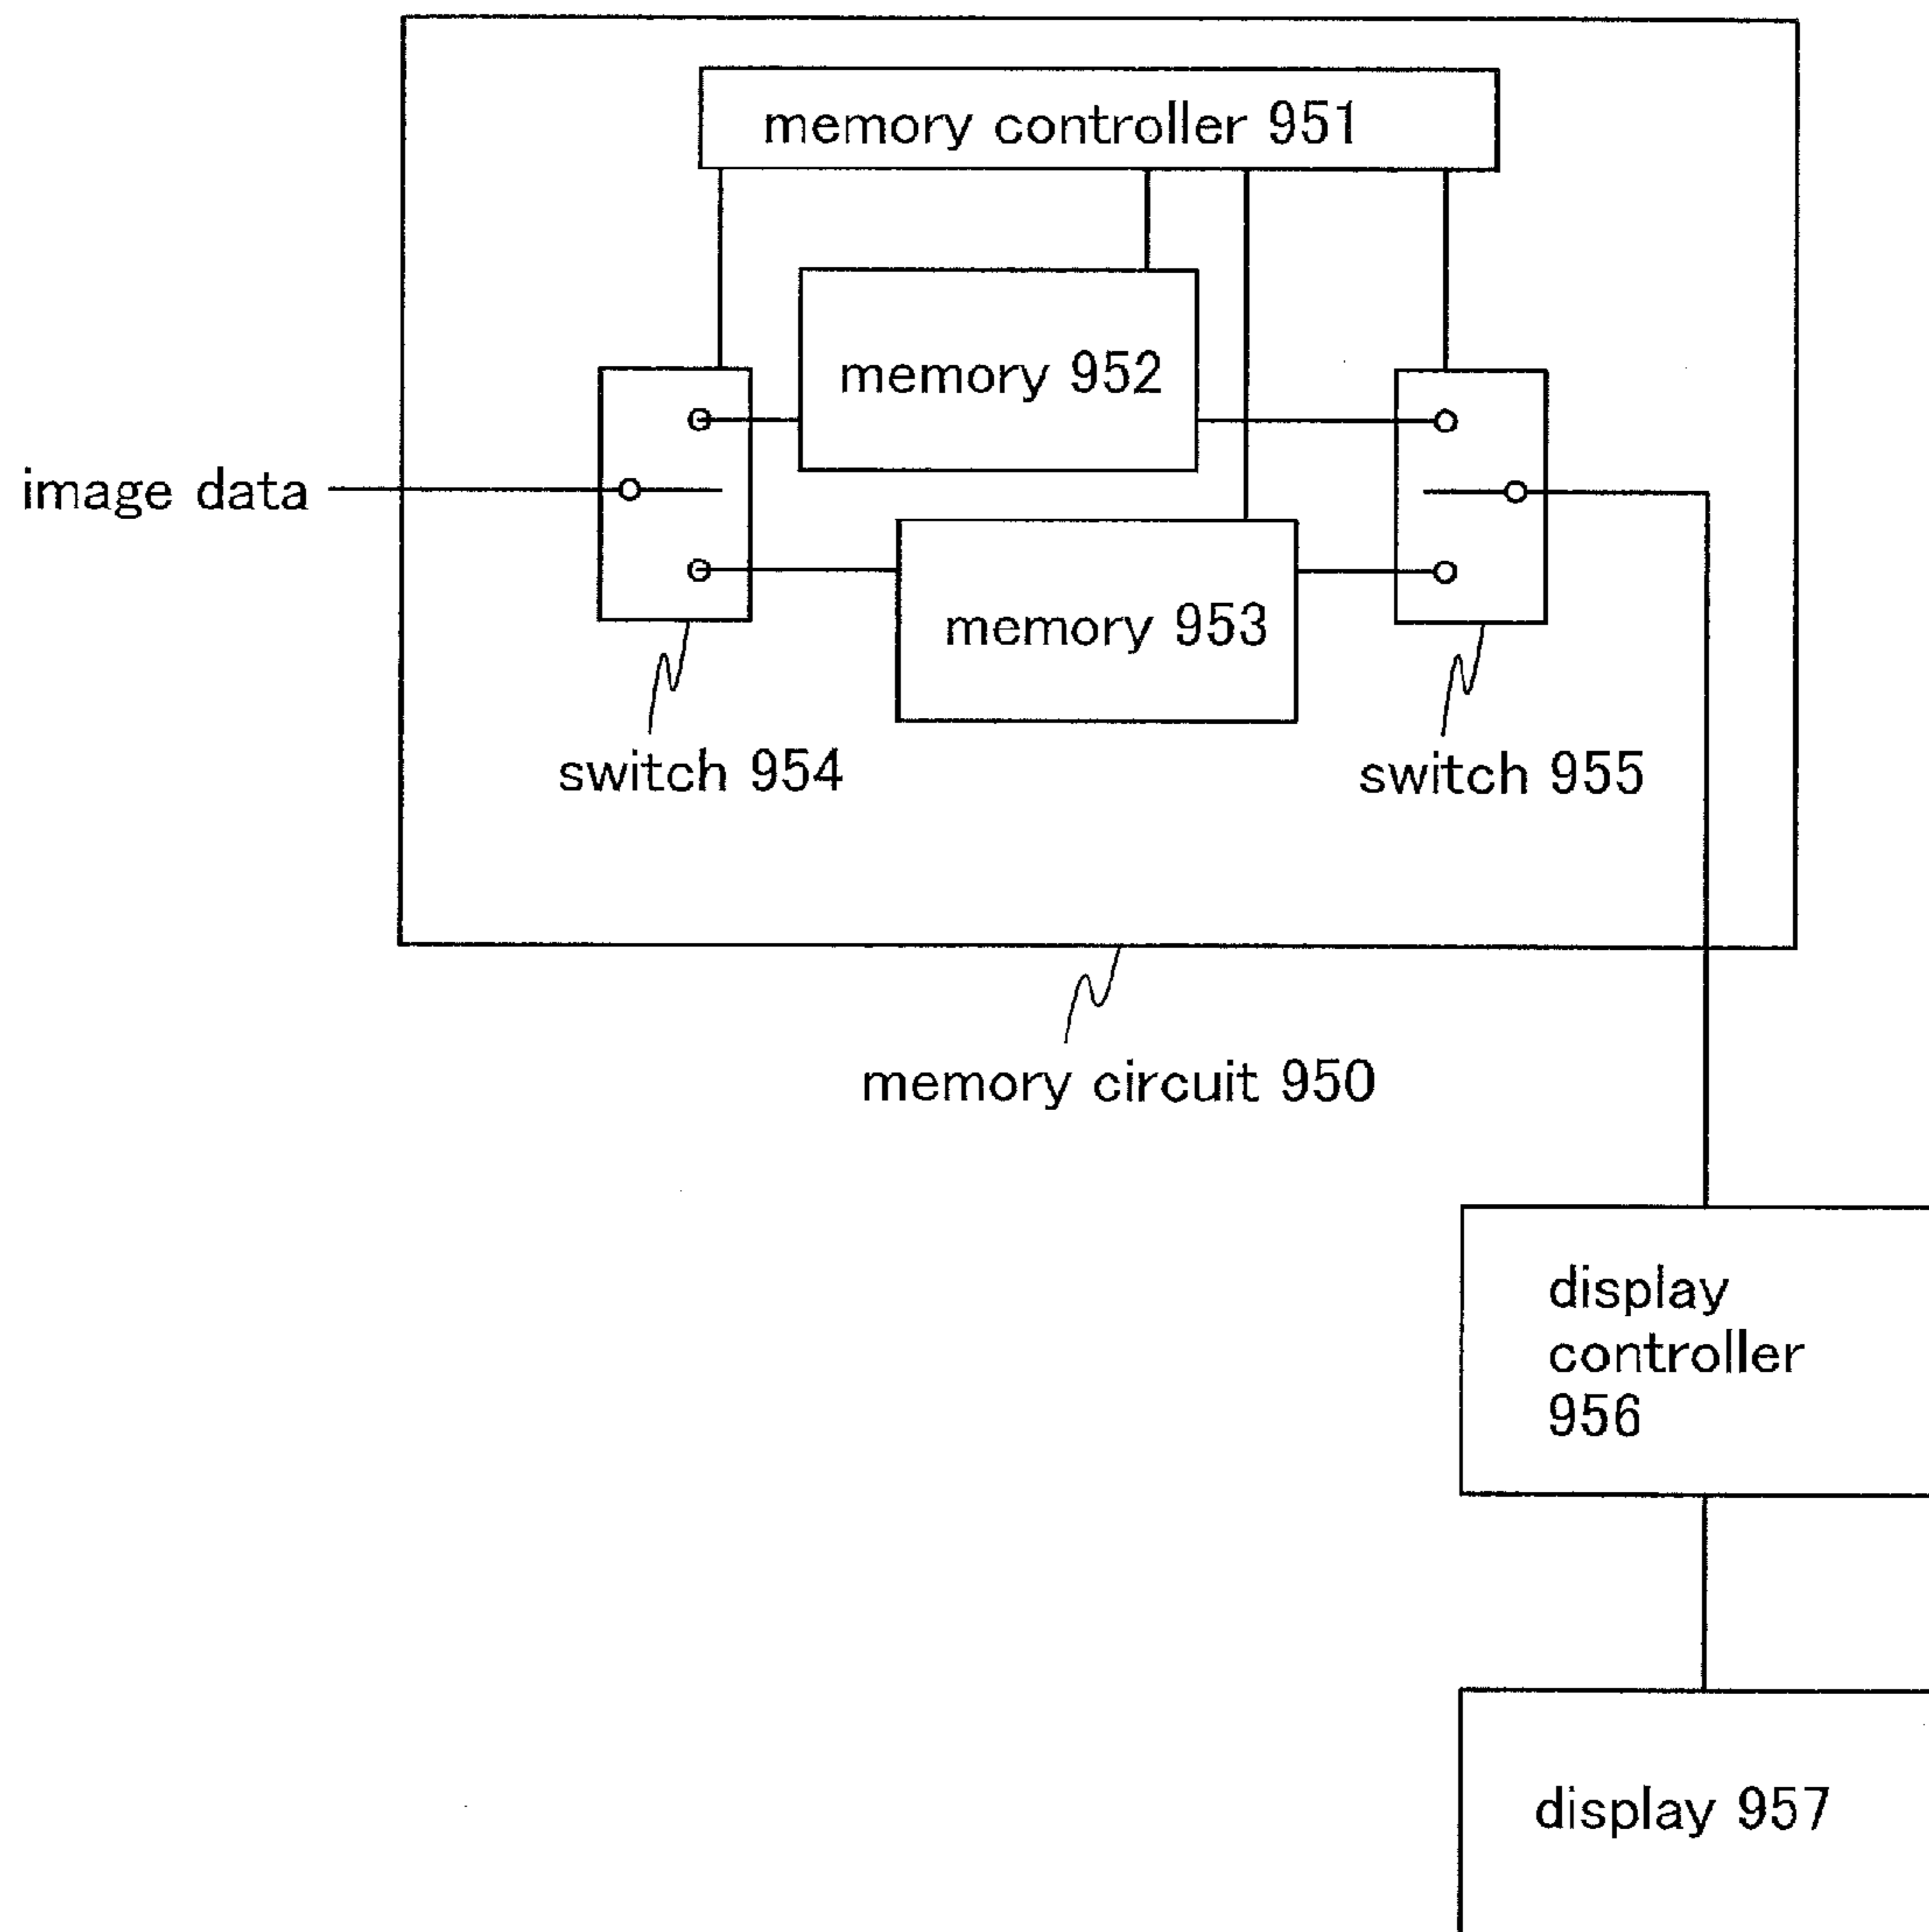 memory controller 951
memory 952
image data
memory 953
switch 954
switch 955
memory circuit 950
display
controller
956
display 957